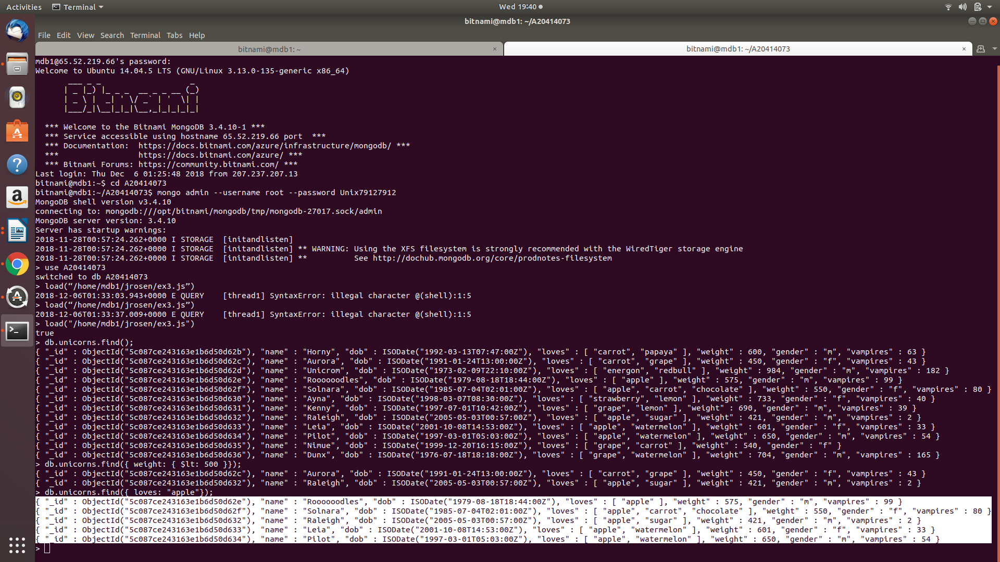 Activities Terminal Wed 19:40
bitnami@mdb1: ~/A20414073
File Edit View Search Terminal Tabs Help
bitnami@mdb1: ~ × bitnami@mdb1: ~/A20414073 ×
mdb1@65.52.219.66's password:
Welcome to Ubuntu 14.04.5 LTS (GNU/Linux 3.13.0-135-generic x86_64)
       ___ _ _                   _
      | _ |_) |_ _ _  __ _ _ __ (_)
      | _ \ |  _| ' \/ _` | '  \| |
      |___/_|\__|_|_|\__,_|_|_|_|_|
*** Welcome to the Bitnami MongoDB 3.4.10-1 ***
*** Service accessible using hostname 65.52.219.66 port  ***
*** Documentation:  https://docs.bitnami.com/azure/infrastructure/mongodb/ ***
***                 https://docs.bitnami.com/azure/ ***
*** Bitnami Forums: https://community.bitnami.com/ ***
Last login: Thu Dec  6 01:25:48 2018 from 207.237.207.13
bitnami@mdb1:~$ cd A20414073
bitnami@mdb1:~/A20414073$ mongo admin --username root --password Unix79127912
MongoDB shell version v3.4.10
connecting to: mongodb:///opt/bitnami/mongodb/tmp/mongodb-27017.sock/admin
MongoDB server version: 3.4.10
Server has startup warnings:
2018-11-28T00:57:24.262+0000 I STORAGE  [initandlisten]
2018-11-28T00:57:24.262+0000 I STORAGE  [initandlisten] ** WARNING: Using the XFS filesystem is strongly recommended with the WiredTiger storage engine
2018-11-28T00:57:24.262+0000 I STORAGE  [initandlisten] **          See http://dochub.mongodb.org/core/prodnotes-filesystem
> use A20414073
switched to db A20414073
> load(“/home/mdb1/jrosen/ex3.js”)
2018-12-06T01:33:03.943+0000 E QUERY    [thread1] SyntaxError: illegal character @(shell):1:5
> load(“/home/mdb1/jrosen/ex3.js”)
2018-12-06T01:33:37.009+0000 E QUERY    [thread1] SyntaxError: illegal character @(shell):1:5
> load("/home/mdb1/jrosen/ex3.js")
true
> db.unicorns.find();
{ "_id" : ObjectId("5c087ce243163e1b6d50d62b"), "name" : "Horny", "dob" : ISODate("1992-03-13T07:47:00Z"), "loves" : [ "carrot", "papaya" ], "weight" : 600, "gender" : "m", "vampires" : 63 }
{ "_id" : ObjectId("5c087ce243163e1b6d50d62c"), "name" : "Aurora", "dob" : ISODate("1991-01-24T13:00:00Z"), "loves" : [ "carrot", "grape" ], "weight" : 450, "gender" : "f", "vampires" : 43 }
{ "_id" : ObjectId("5c087ce243163e1b6d50d62d"), "name" : "Unicrom", "dob" : ISODate("1973-02-09T22:10:00Z"), "loves" : [ "energon", "redbull" ], "weight" : 984, "gender" : "m", "vampires" : 182 }
{ "_id" : ObjectId("5c087ce243163e1b6d50d62e"), "name" : "Roooooodles", "dob" : ISODate("1979-08-18T18:44:00Z"), "loves" : [ "apple" ], "weight" : 575, "gender" : "m", "vampires" : 99 }
{ "_id" : ObjectId("5c087ce243163e1b6d50d62f"), "name" : "Solnara", "dob" : ISODate("1985-07-04T02:01:00Z"), "loves" : [ "apple", "carrot", "chocolate" ], "weight" : 550, "gender" : "f", "vampires" : 80 }
{ "_id" : ObjectId("5c087ce243163e1b6d50d630"), "name" : "Ayna", "dob" : ISODate("1998-03-07T08:30:00Z"), "loves" : [ "strawberry", "lemon" ], "weight" : 733, "gender" : "f", "vampires" : 40 }
{ "_id" : ObjectId("5c087ce243163e1b6d50d631"), "name" : "Kenny", "dob" : ISODate("1997-07-01T10:42:00Z"), "loves" : [ "grape", "lemon" ], "weight" : 690, "gender" : "m", "vampires" : 39 }
{ "_id" : ObjectId("5c087ce243163e1b6d50d632"), "name" : "Raleigh", "dob" : ISODate("2005-05-03T00:57:00Z"), "loves" : [ "apple", "sugar" ], "weight" : 421, "gender" : "m", "vampires" : 2 }
{ "_id" : ObjectId("5c087ce243163e1b6d50d633"), "name" : "Leia", "dob" : ISODate("2001-10-08T14:53:00Z"), "loves" : [ "apple", "watermelon" ], "weight" : 601, "gender" : "f", "vampires" : 33 }
{ "_id" : ObjectId("5c087ce243163e1b6d50d634"), "name" : "Pilot", "dob" : ISODate("1997-03-01T05:03:00Z"), "loves" : [ "apple", "watermelon" ], "weight" : 650, "gender" : "m", "vampires" : 54 }
{ "_id" : ObjectId("5c087ce243163e1b6d50d635"), "name" : "Nimue", "dob" : ISODate("1999-12-20T16:15:00Z"), "loves" : [ "grape", "carrot" ], "weight" : 540, "gender" : "f" }
{ "_id" : ObjectId("5c087ce243163e1b6d50d636"), "name" : "Dunx", "dob" : ISODate("1976-07-18T18:18:00Z"), "loves" : [ "grape", "watermelon" ], "weight" : 704, "gender" : "m", "vampires" : 165 }
> db.unicorns.find({ weight: { $lt: 500 }});
{ "_id" : ObjectId("5c087ce243163e1b6d50d62c"), "name" : "Aurora", "dob" : ISODate("1991-01-24T13:00:00Z"), "loves" : [ "carrot", "grape" ], "weight" : 450, "gender" : "f", "vampires" : 43 }
{ "_id" : ObjectId("5c087ce243163e1b6d50d632"), "name" : "Raleigh", "dob" : ISODate("2005-05-03T00:57:00Z"), "loves" : [ "apple", "sugar" ], "weight" : 421, "gender" : "m", "vampires" : 2 }
> db.unicorns.find({ loves: "apple"});
{ "_id" : ObjectId("5c087ce243163e1b6d50d62e"), "name" : "Roooooodles", "dob" : ISODate("1979-08-18T18:44:00Z"), "loves" : [ "apple" ], "weight" : 575, "gender" : "m", "vampires" : 99 }
{ "_id" : ObjectId("5c087ce243163e1b6d50d62f"), "name" : "Solnara", "dob" : ISODate("1985-07-04T02:01:00Z"), "loves" : [ "apple", "carrot", "chocolate" ], "weight" : 550, "gender" : "f", "vampires" : 80 }
{ "_id" : ObjectId("5c087ce243163e1b6d50d632"), "name" : "Raleigh", "dob" : ISODate("2005-05-03T00:57:00Z"), "loves" : [ "apple", "sugar" ], "weight" : 421, "gender" : "m", "vampires" : 2 }
{ "_id" : ObjectId("5c087ce243163e1b6d50d633"), "name" : "Leia", "dob" : ISODate("2001-10-08T14:53:00Z"), "loves" : [ "apple", "watermelon" ], "weight" : 601, "gender" : "f", "vampires" : 33 }
{ "_id" : ObjectId("5c087ce243163e1b6d50d634"), "name" : "Pilot", "dob" : ISODate("1997-03-01T05:03:00Z"), "loves" : [ "apple", "watermelon" ], "weight" : 650, "gender" : "m", "vampires" : 54 }
>